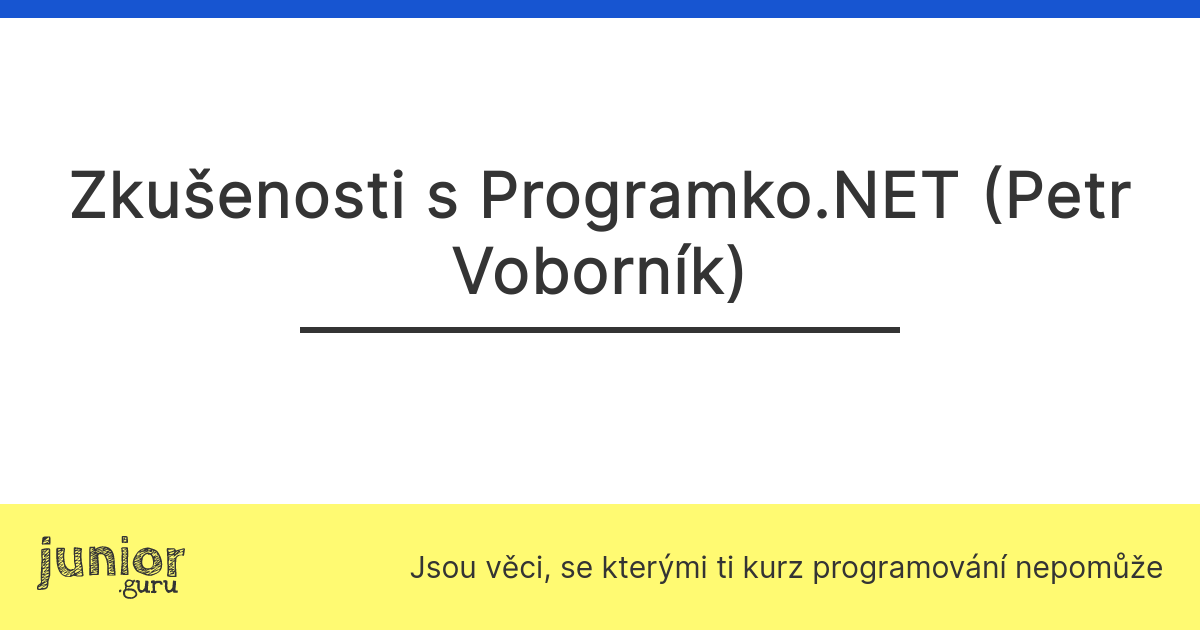 Zkušenosti s Programko.NET (Petr
Voborník)
junior
.guru
Jsou věci, se kterými ti kurz programování nepomůže